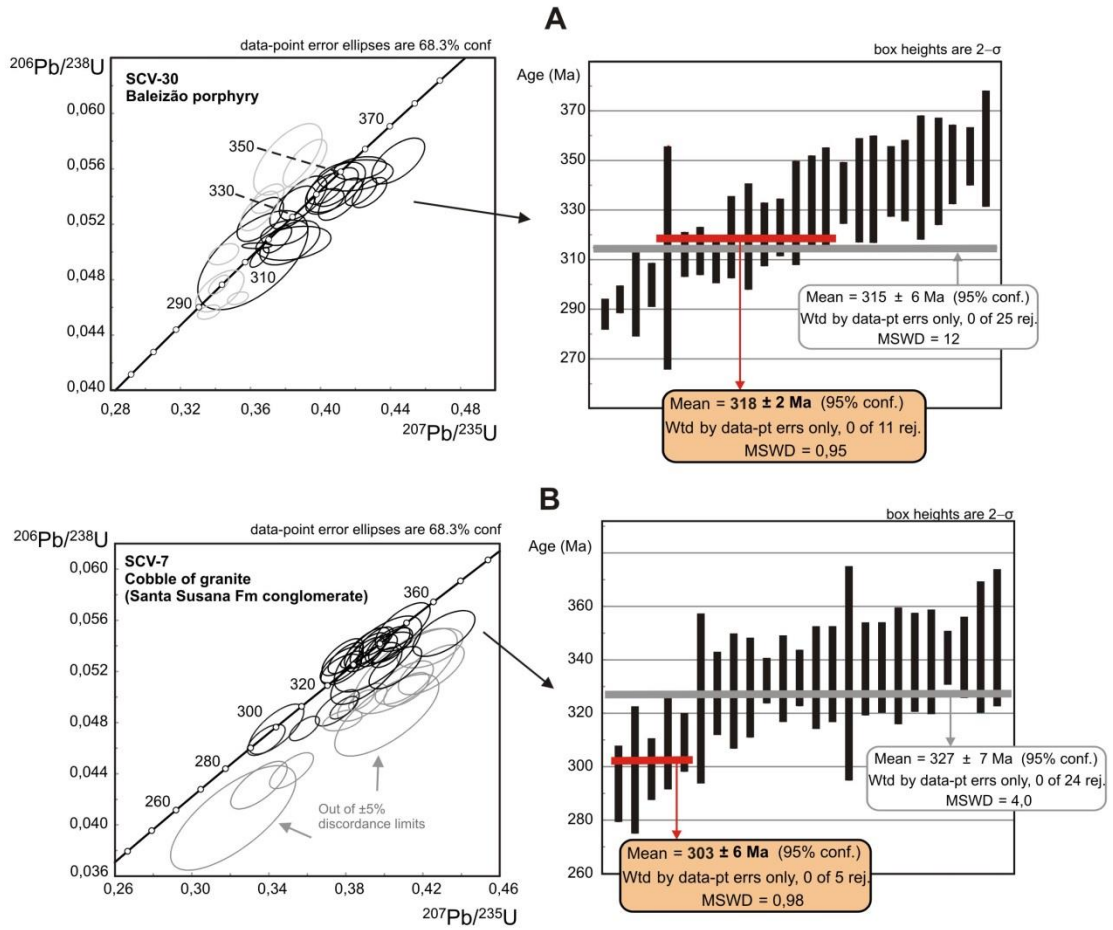 A
data-point error ellipses are 68.3% conf
206Pb/238U
SCV-30
Baleizão porphyry
0,060
0,056
0,052
0,048
0,044
0,040
370
350
330
310
290
0,28
0,32
0,36
0,40
0,44
0,48
207Pb/235U
box heights are 2–σ
Age (Ma)
370
350
330
310
290
270
Mean = 315 ± 6 Ma (95% conf.)
Wtd by data-pt errs only, 0 of 25 rej.
MSWD = 12
Mean = 318 ± 2 Ma (95% conf.)
Wtd by data-pt errs only, 0 of 11 rej.
MSWD = 0,95
B
data-point error ellipses are 68.3% conf
206Pb/238U
SCV-7
Cobble of granite
(Santa Susana Fm conglomerate)
0,060
0,056
0,052
0,048
0,044
0,040
0,036
360
320
300
280
260
Out of ±5%
discordance limits
0,26
0,30
0,34
0,38
0,42
0,46
207Pb/235U
box heights are 2–σ
Age (Ma)
360
340
320
300
280
260
Mean = 327 ± 7 Ma (95% conf.)
Wtd by data-pt errs only, 0 of 24 rej.
MSWD = 4,0
Mean = 303 ± 6 Ma (95% conf.)
Wtd by data-pt errs only, 0 of 5 rej.
MSWD = 0,98